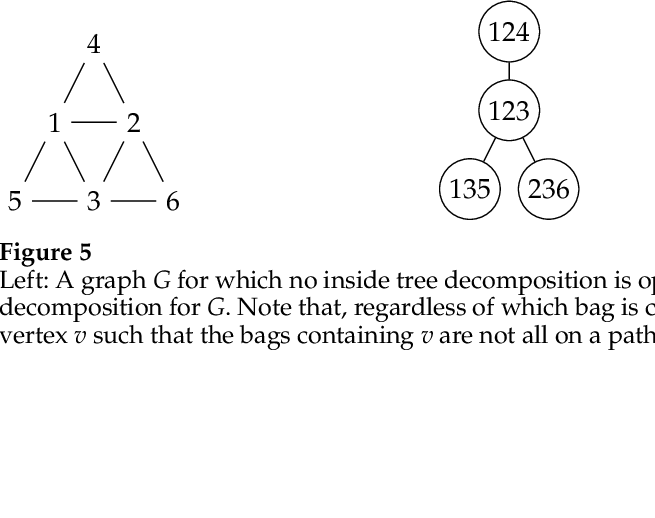 4
1 2
5 3 6
124
123
135 236
Figure 5
Left: A graph G for which no inside tree decomposition is
decomposition for G. Note that, regardless of which bag is
vertex v such that the bags containing v are not all on a path